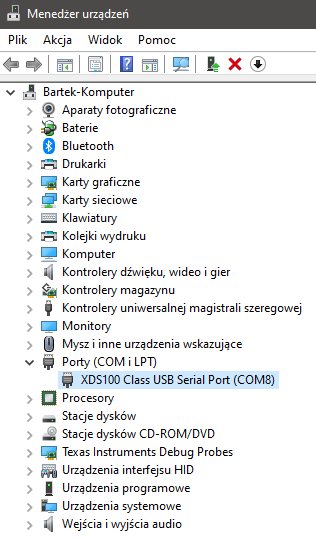 Menedżer urządzeń
Plik Akcja Widok Pomoc
Bartek-Komputer
Aparaty fotograficzne
Baterie
Bluetooth
Drukarki
Karty graficzne
Karty sieciowe
Klawiatury
Kolejki wydruku
Komputer
Kontrolery dźwięku, wideo i gier
Kontrolery magazynu
Kontrolery uniwersalnej magistrali szeregowej
Monitory
Mysz i inne urządzenia wskazujące
Porty (COM i LPT)
XDS100 Class USB Serial Port (COM8)
Procesory
Stacje dysków
Stacje dysków CD-ROM/DVD
Texas Instruments Debug Probes
Urządzenia interfejsu HID
Urządzenia programowe
Urządzenia systemowe
Wejścia i wyjścia audio